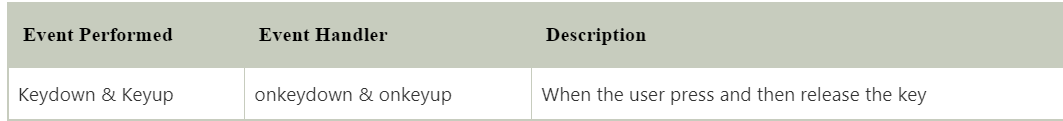 Event Performed Event Handler Description
Keydown & Keyup onkeydown & onkeyup When the user press and then release the key